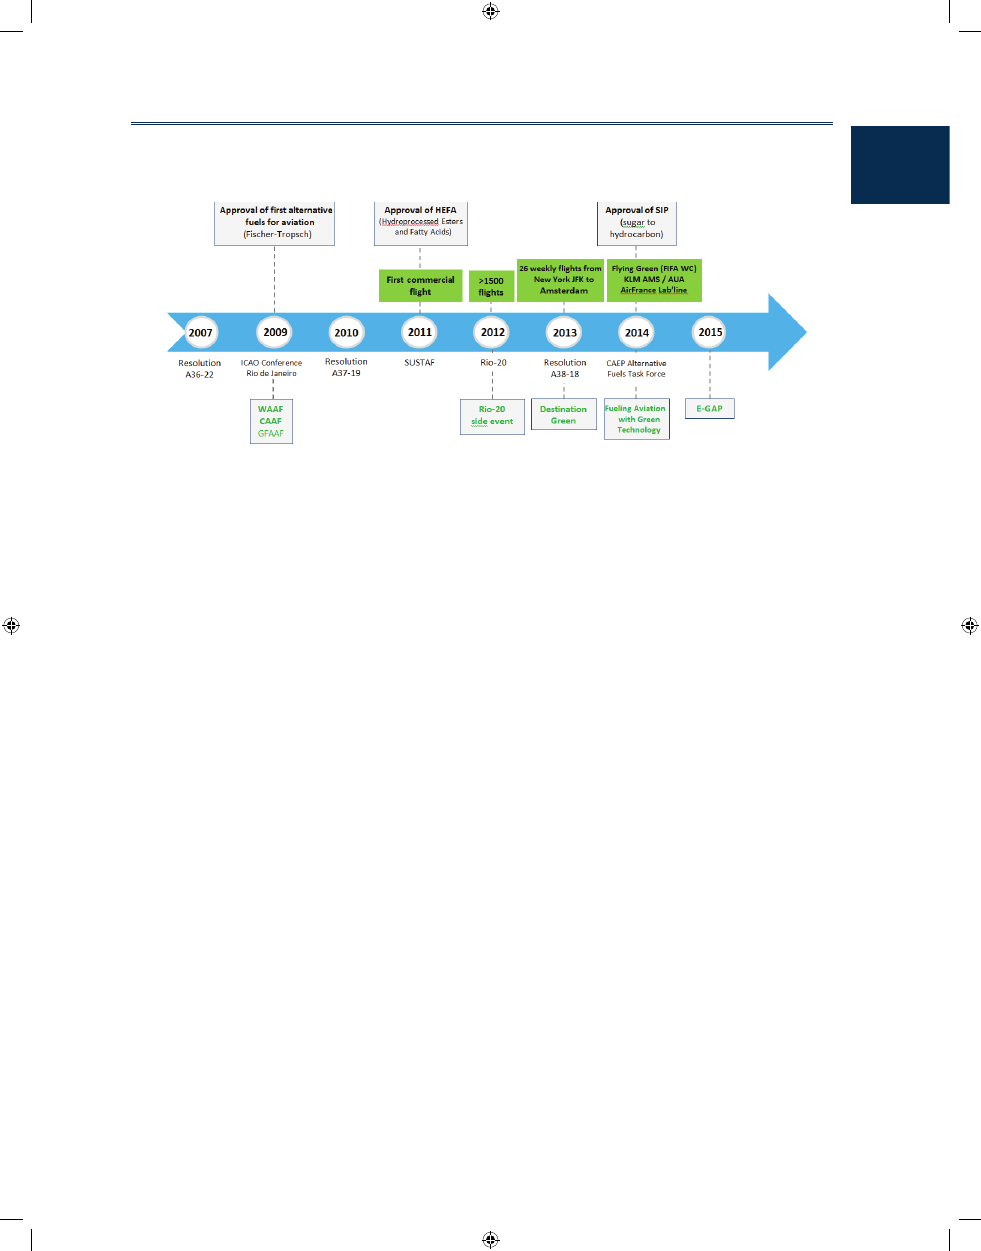 Approval of first alternative
fuels for aviation
(Fischer-Tropsch)
Approval of HEFA
(Hydroprocessed Esters
and Fatty Acids)
Approval of SIP
(sugar to
hydrocarbon)
First commercial
flight
>1500
flights
26 weekly flights from
New York JFK to
Amsterdam
Flying Green (FIFA WC)
KLM AMS / AUA
AirFrance Lab'line
2007
2009
2010
2011
2012
2013
2014
2015
Resolution
A36-22
ICAO Conference
Rio de Janeiro
Resolution
A37-19
SUSTAF
Rio-20
Resolution
A38-18
CAEP Alternative
Fuels Task Force
WAAF
CAAF
GFAAF
Rio-20
side event
Destination
Green
Fueling Aviation
with Green
Technology
E-GAP